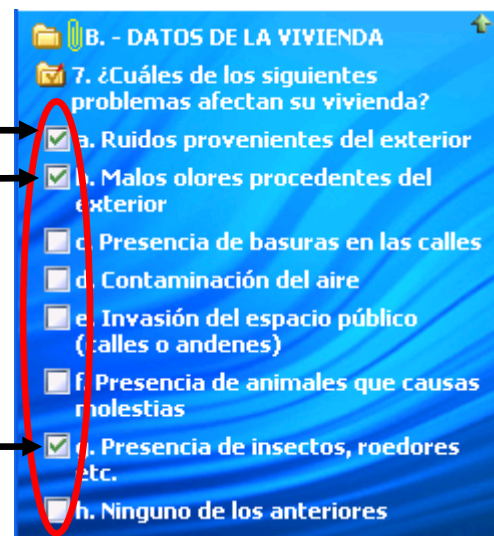 B. - DATOS DE LA VIVIENDA
7. ¿Cuáles de los siguientes
problemas afectan su vivienda?
a. Ruidos provenientes del exterior
b. Malos olores procedentes del
exterior
c. Presencia de basuras en las calles
d. Contaminación del aire
e. Invasión del espacio público
(calles o andenes)
f. Presencia de animales que causas
molestias
g. Presencia de insectos, roedores
etc.
h. Ninguno de los anteriores